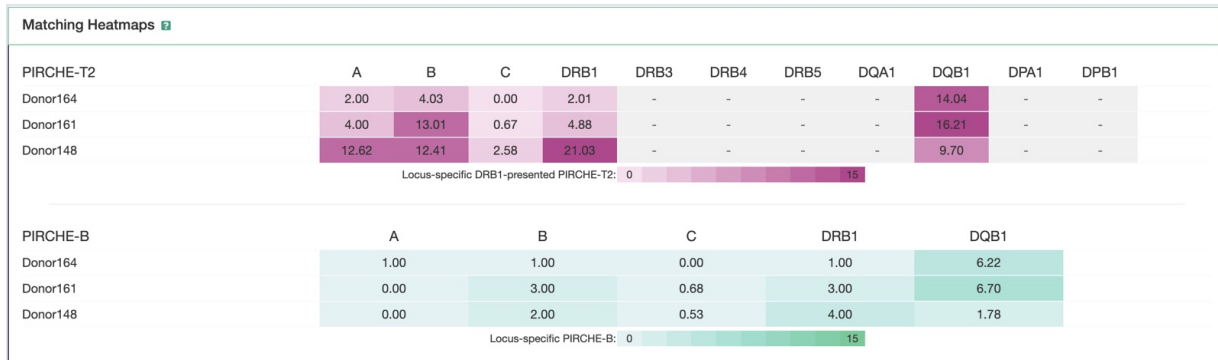 Matching Heatmaps ?
PIRCHE-T2 A B C DRB1 DRB3 DRB4 DRB5 DQA1 DQB1 DPA1 DPB1
Donor164 2.00 4.03 0.00 2.01 - - - - 14.04 - -
Donor161 4.00 13.01 0.67 4.88 - - - - 16.21 - -
Donor148 12.62 12.41 2.58 21.03 - - - - 9.70 - -
Locus-specific DRB1-presented PIRCHE-T2: 0 15
PIRCHE-B A B C DRB1 DQB1
Donor164 1.00 1.00 0.00 1.00 6.22
Donor161 0.00 3.00 0.68 3.00 6.70
Donor148 0.00 2.00 0.53 4.00 1.78
Locus-specific PIRCHE-B: 0 15